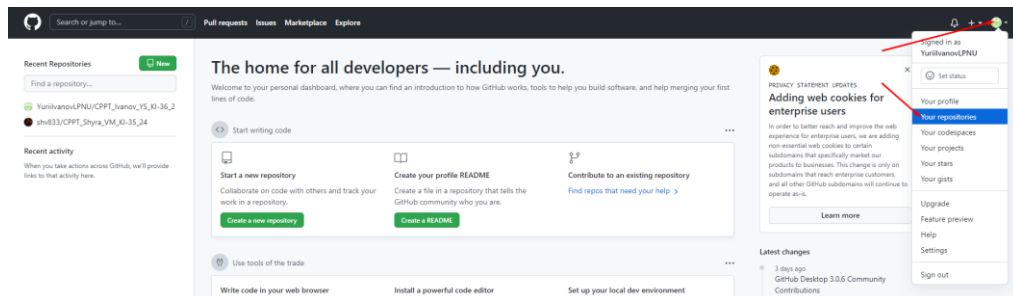 Search or jump to...
/
Pull requests Issues Marketplace Explore
Recent Repositories
New
Find a repository...
YuriiIvanovLPNU/CPPT_Ivanov_YS_KI-36_2
shv833/CPPT_Shyra_VM_KI-35_24
Recent activity
When you take actions across GitHub, we'll provide
links to that activity here.
The home for all developers — including you.
Welcome to your personal dashboard, where you can find an introduction to how GitHub works, tools to help you build software, and help merging your first
lines of code.
Start writing code
Start a new repository
Collaborate on code with others and track your
work in a repository.
Create a new repository
Create your profile README
Create a file in a repository that tells the
GitHub community who you are.
Create a README
Contribute to an existing repository
Find repos that need your help >
Use tools of the trade
Write code in your web browser
Install a powerful code editor
Set up your local dev environment
PRIVACY STATEMENT UPDATES
Adding web cookies for
enterprise users
In order to better reach and improve the web
experience for enterprise users, we are adding
non-essential web cookies to certain
subdomains that specifically market our
products to businesses. This change is only on
subdomains that reach enterprise customers,
and all other GitHub subdomains will continue to
operate as-is.
Learn more
Latest changes
3 days ago
GitHub Desktop 3.0.6 Community
Contributions
Signed in as
YuriiIvanovLPNU
Set status
Your profile
Your repositories
Your codespaces
Your projects
Your stars
Your gists
Upgrade
Feature preview
Help
Settings
Sign out